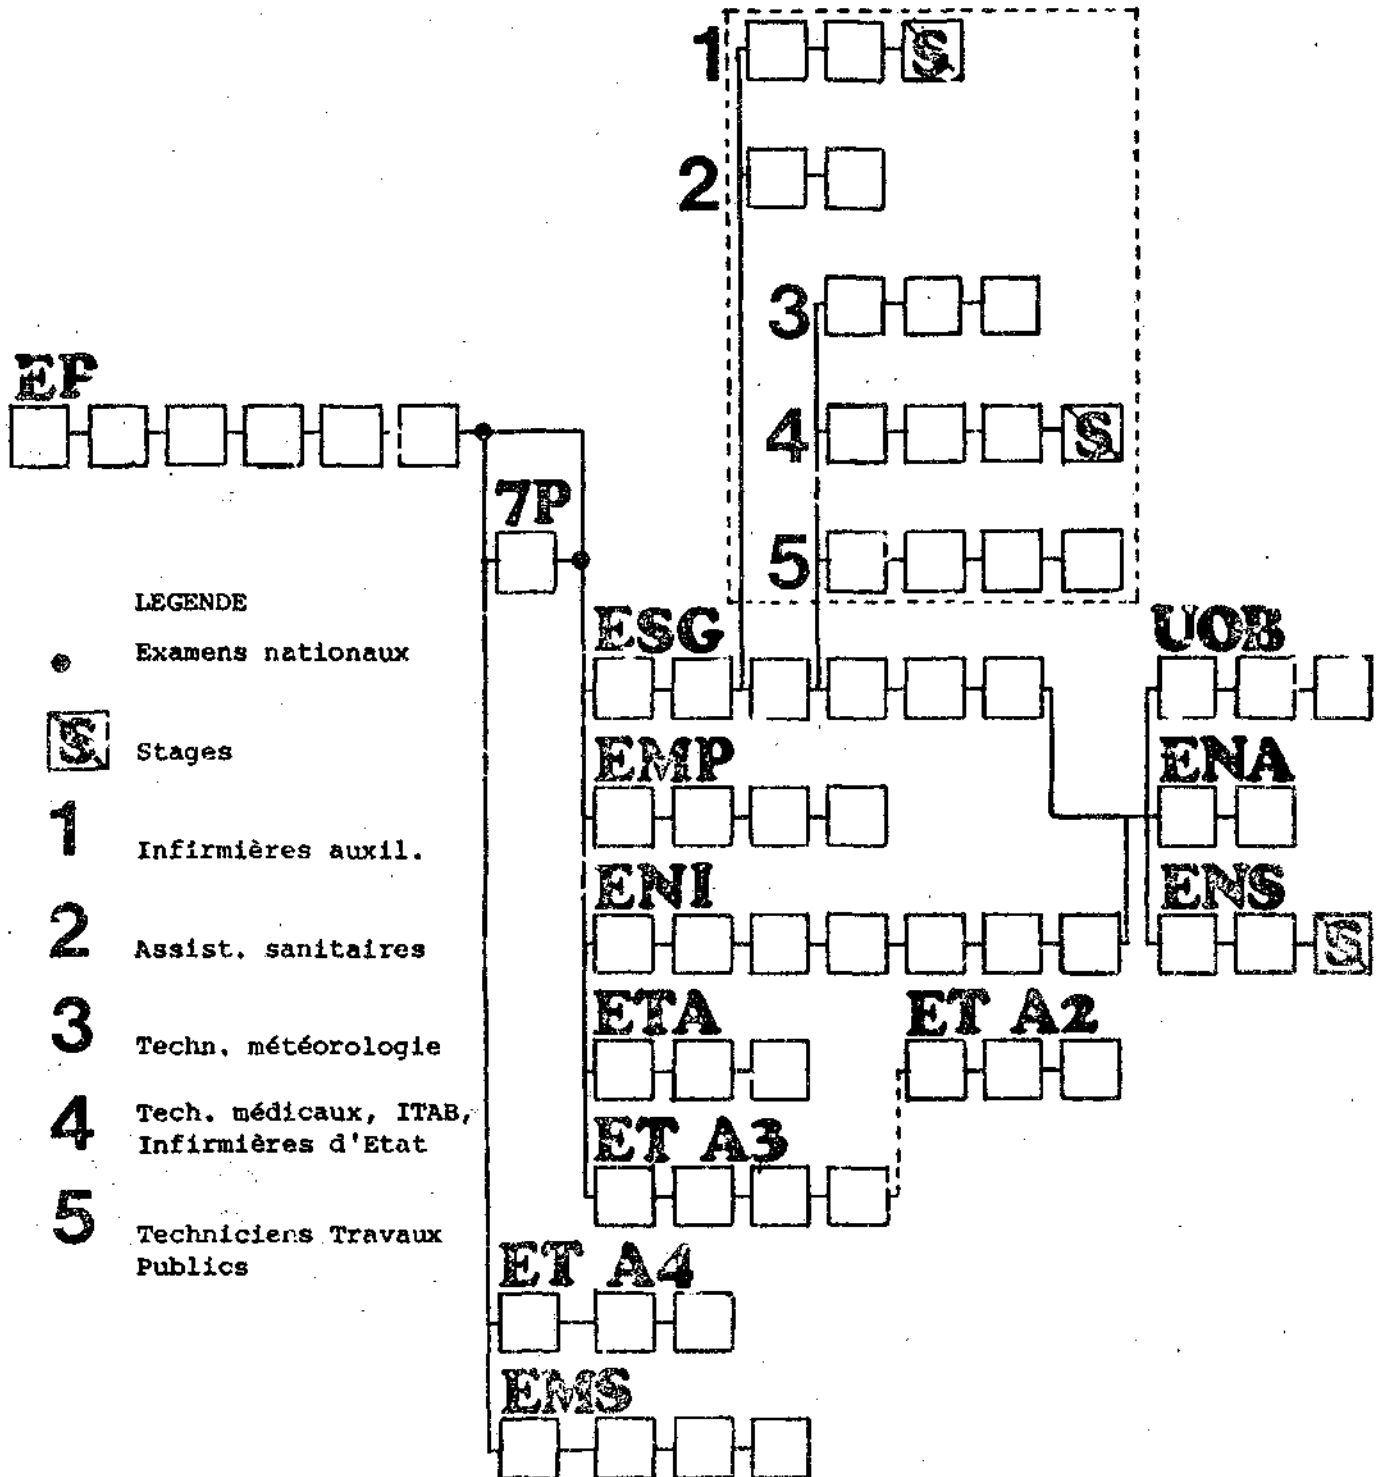 1
S
2
3
EP
4
S
7P
5
LEGENDE
ESG
UOB
Examens nationaux
S
Stages
EMP
ENA
1
Infirmières auxil.
ENI
ENS
2
Assist. sanitaires
S
ETA
ET A2
3
Techn. météorologie
4
Tech. médicaux, ITAB,
Infirmières d'Etat
ET A3
5
Techniciens Travaux
Publics
ET A4
EMS